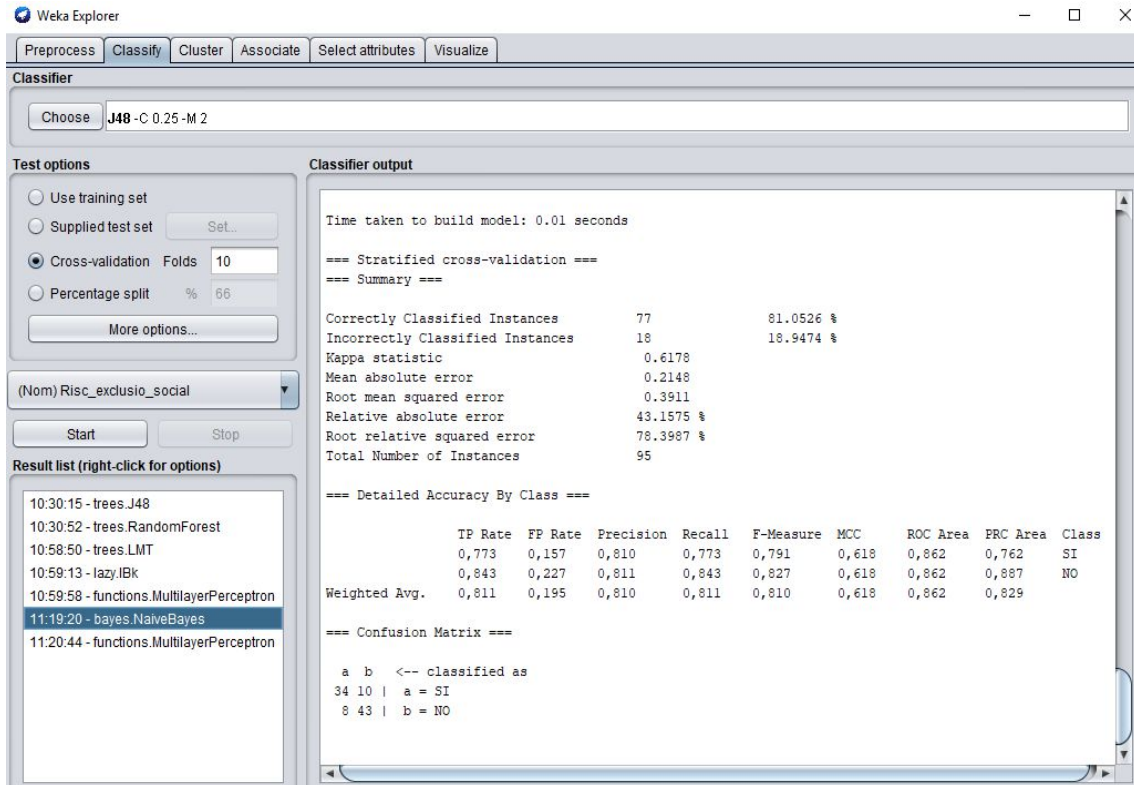 Weka Explorer
Preprocess Classify Cluster Associate Select attributes Visualize
Classifier
Choose J48 -C 0.25 -M 2
Test options
Use training set
Supplied test set Set...
Cross-validation Folds 10
Percentage split % 66
More options...
(Nom) Risc_exclusio_social
Start Stop
Result list (right-click for options)
10:30:15 - trees.J48
10:30:52 - trees.RandomForest
10:58:50 - trees.LMT
10:59:13 - lazy.IBk
10:59:58 - functions.MultilayerPerceptron
11:19:20 - bayes.NaiveBayes
11:20:44 - functions.MultilayerPerceptron
Classifier output
Time taken to build model: 0.01 seconds
=== Stratified cross-validation ===
=== Summary ===
Correctly Classified Instances 77 81.0526 %
Incorrectly Classified Instances 18 18.9474 %
Kappa statistic 0.6178
Mean absolute error 0.2148
Root mean squared error 0.3911
Relative absolute error 43.1575 %
Root relative squared error 78.3987 %
Total Number of Instances 95
=== Detailed Accuracy By Class ===
TP Rate FP Rate Precision Recall F-Measure MCC ROC Area PRC Area Class
0,773 0,157 0,810 0,773 0,791 0,618 0,862 0,762 SI
0,843 0,227 0,811 0,843 0,827 0,618 0,862 0,887 NO
Weighted Avg. 0,811 0,195 0,810 0,811 0,810 0,618 0,862 0,829
=== Confusion Matrix ===
a b <-- classified as
34 10 | a = SI
8 43 | b = NO